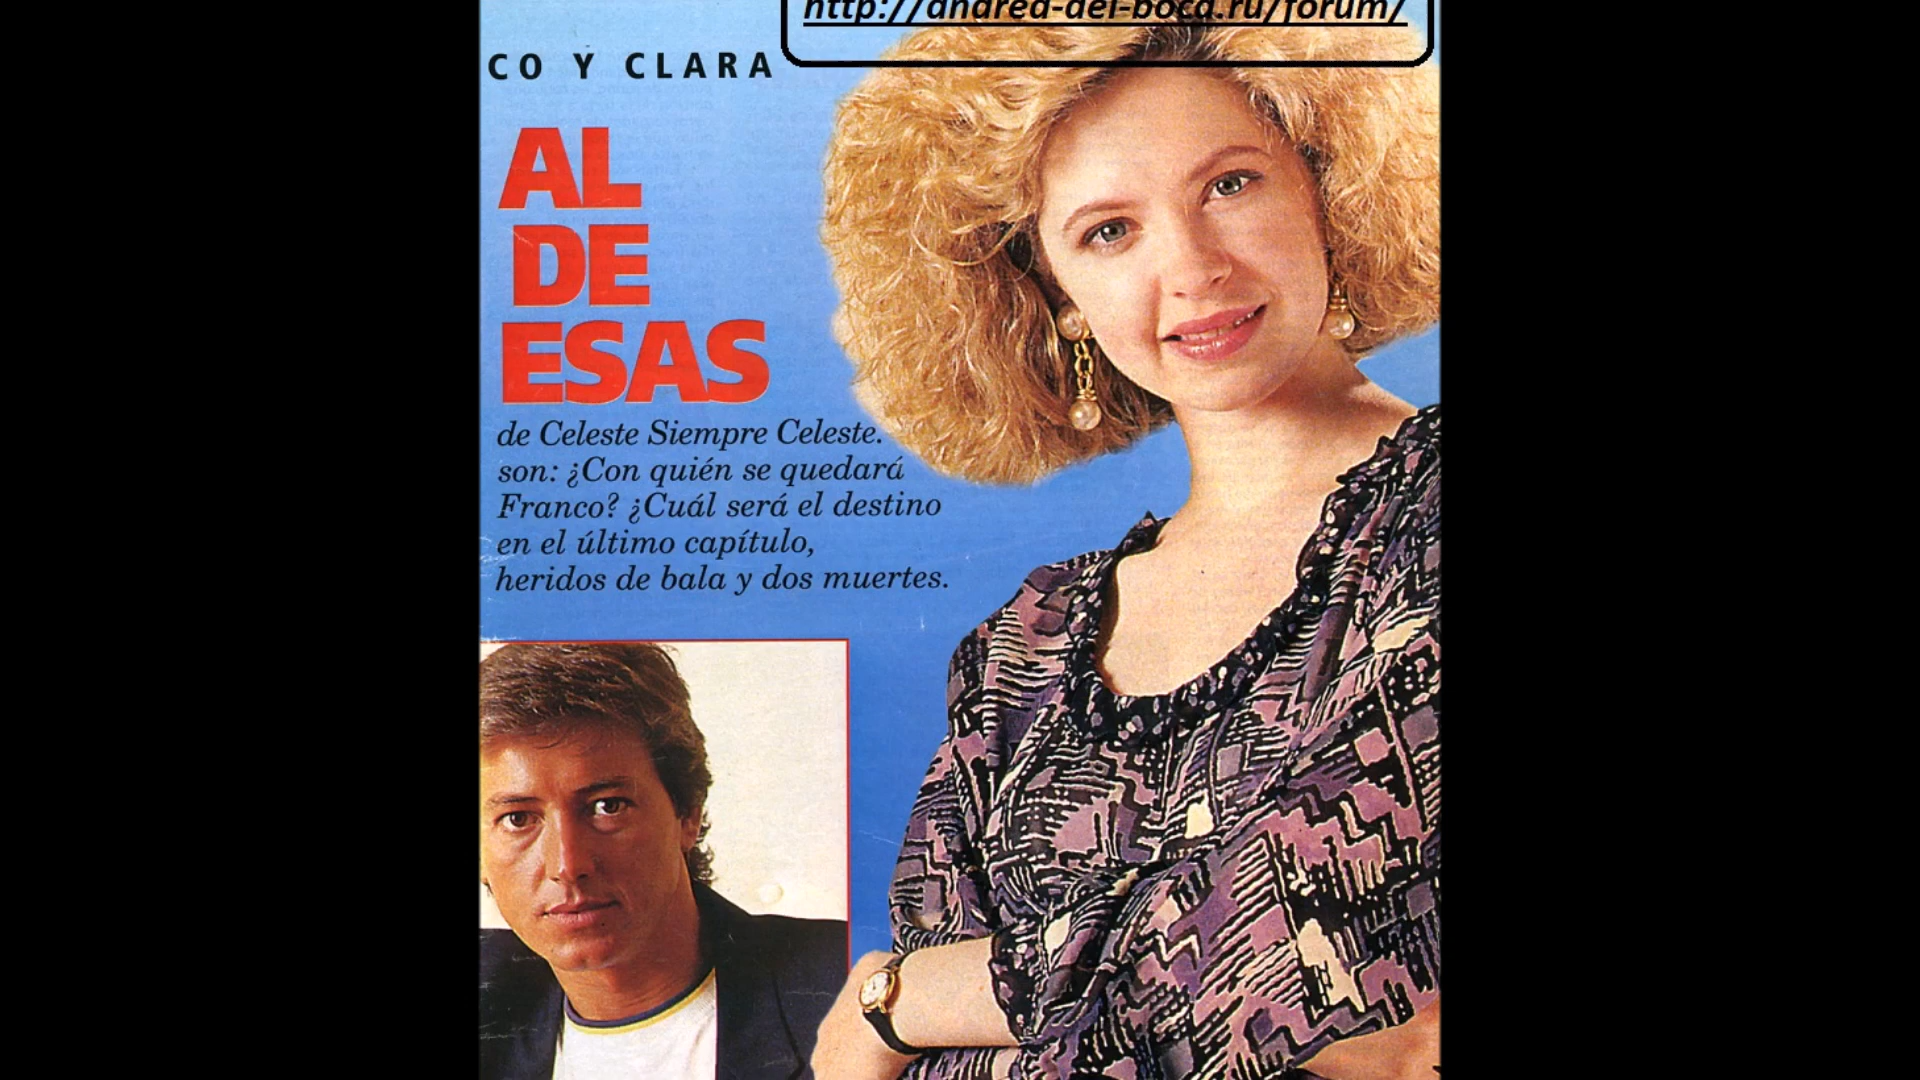 http://andrea-del-boca.ru/forum/
CO Y CLARA
AL
DE
ESAS
de Celeste Siempre Celeste.
son: ¿Con quién se quedará
Franco? ¿Cuál será el destino
en el último capítulo,
heridos de bala y dos muertes.